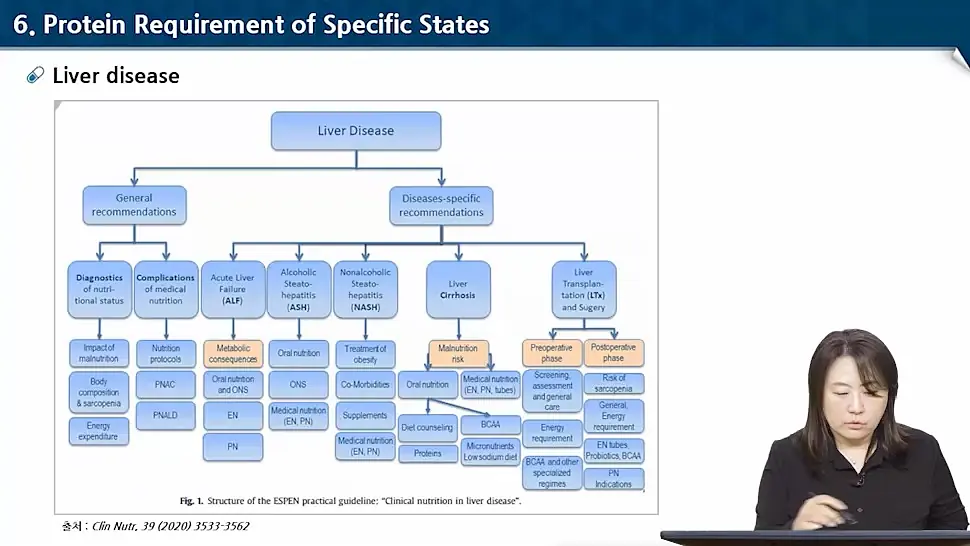 6. Protein Requirement of Specific States
Liver disease
Liver Disease
General
recommendations
Diseases-specific
recommendations
Diagnostics
of nutri-
tional status
Complications
of medical
nutrition
Acute Liver
Failure
(ALF)
Alcoholic
Steato-
hepatitis
(ASH)
Nonalcoholic
Steato-
hepatitis
(NASH)
Liver
Cirrhosis
Liver
Transplan-
tation (LTx)
and Sugery
Impact of
malnutrition
Body
composition
& sarcopenia
Energy
expenditure
Nutrition
protocols
PNAC
PNALD
Metabolic
consequences
Oral nutrition
and ONS
EN
PN
Oral nutrition
ONS
Medical nutrition
(EN, PN)
Treatment of
obesity
Co-Morbidities
Supplements
Medical nutrition
(EN, PN)
Malnutrition
risk
Oral nutrition
Diet counseling
Proteins
Medical nutrition
(EN, PN, tubes)
BCAA
Micronutrients
Low sodium diet
Preoperative
phase
Screening,
assessment
and general
care
Energy
requirement
BCAA and other
specialized
regimes
Postoperative
phase
Risk of
sarcopenia
General,
Energy
requirement
EN tubes,
Probiotics, BCAA
PN
Indications
Fig. 1. Structure of the ESPEN practical guideline; "Clinical nutrition in liver disease".
출처 : Clin Nutr, 39 (2020) 3533-3562